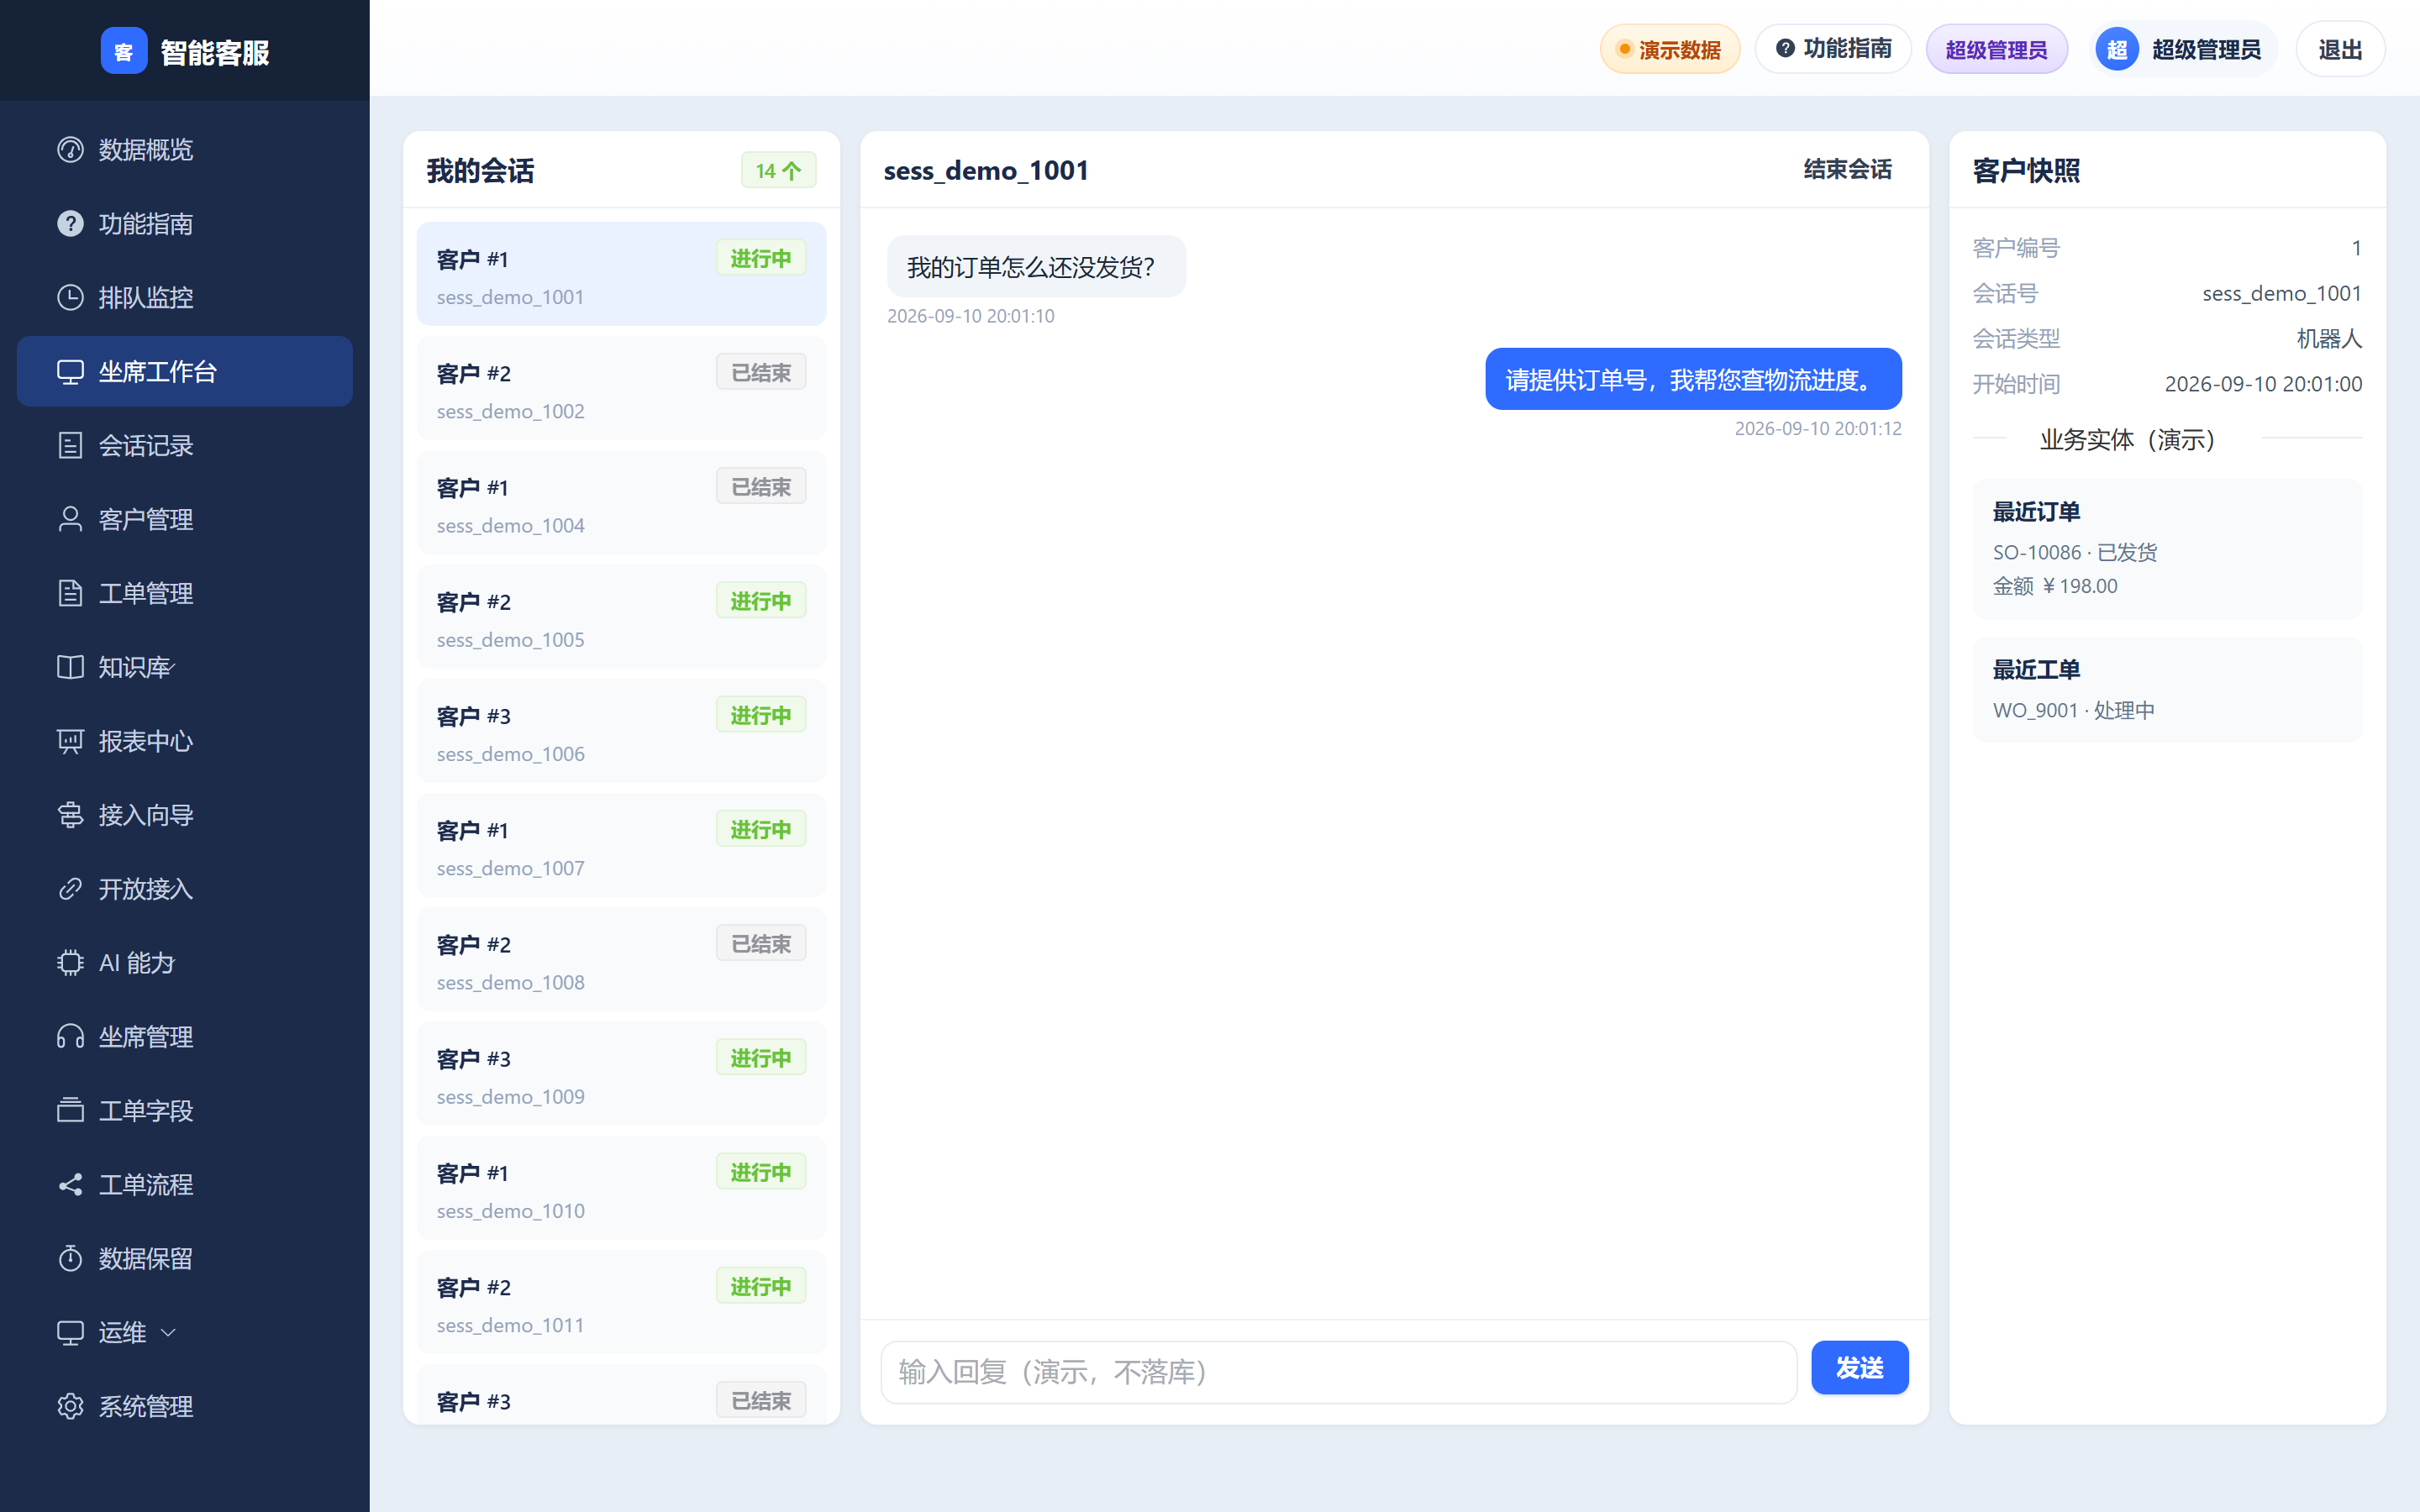 客 智能客服
数据概览
功能指南
排队监控
坐席工作台
会话记录
客户管理
工单管理
知识库
报表中心
接入向导
开放接入
AI 能力
坐席管理
工单字段
工单流程
数据保留
运维
系统管理
演示数据
功能指南
超级管理员
超 超级管理员
退出
我的会话 14 个
客户 #1 进行中
sess_demo_1001
客户 #2 已结束
sess_demo_1002
客户 #1 已结束
sess_demo_1004
客户 #2 进行中
sess_demo_1005
客户 #3 进行中
sess_demo_1006
客户 #1 进行中
sess_demo_1007
客户 #2 已结束
sess_demo_1008
客户 #3 进行中
sess_demo_1009
客户 #1 进行中
sess_demo_1010
客户 #2 进行中
sess_demo_1011
客户 #3 已结束
sess_demo_1001 结束会话
我的订单怎么还没发货？
2026-09-10 20:01:10
请提供订单号，我帮您查物流进度。
2026-09-10 20:01:12
输入回复（演示，不落库）
发送
客户快照
客户编号 1
会话号 sess_demo_1001
会话类型 机器人
开始时间 2026-09-10 20:01:00
业务实体（演示）
最近订单
SO-10086 · 已发货
金额 ￥198.00
最近工单
WO_9001 · 处理中